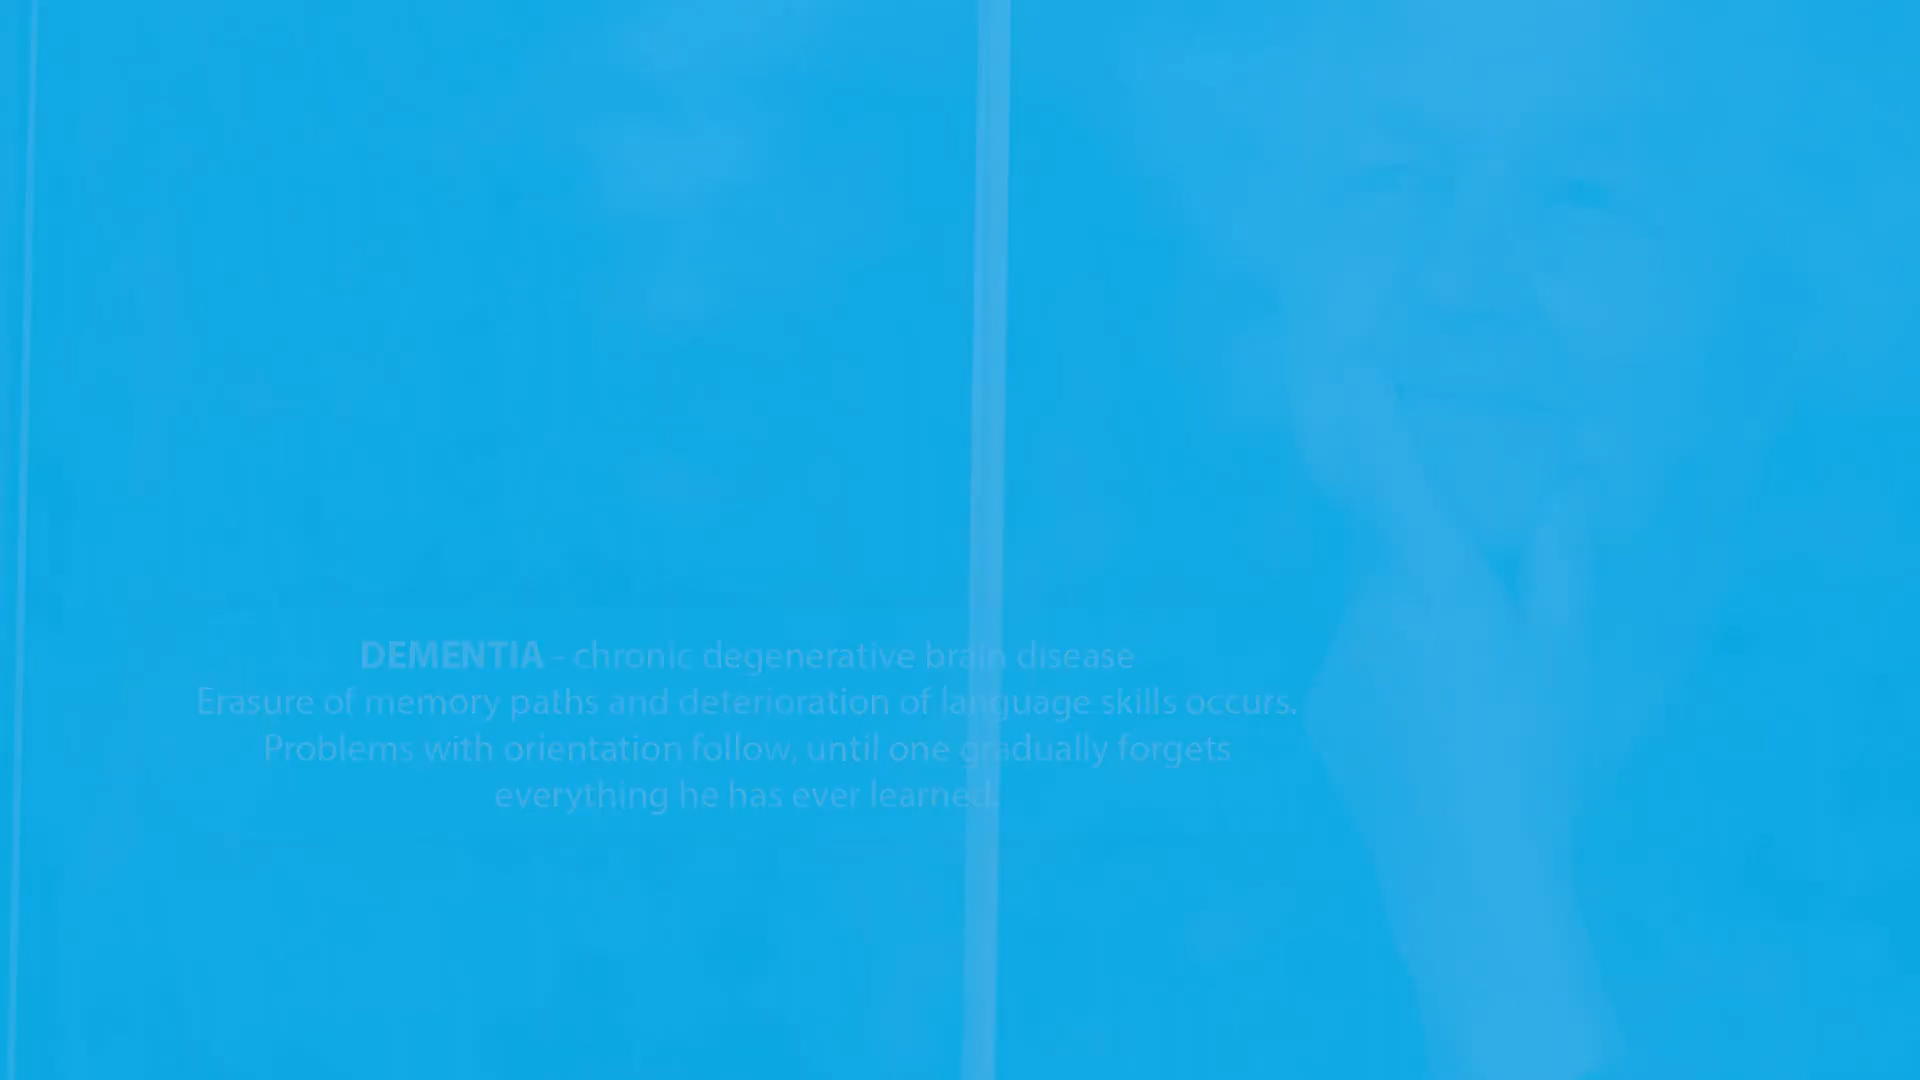 DEMENTIA - chronic degenerative brain disease
Erasure of memory paths and deterioration of language skills occurs.
Problems with orientation follow, until one gradually forgets
everything he has ever learned.